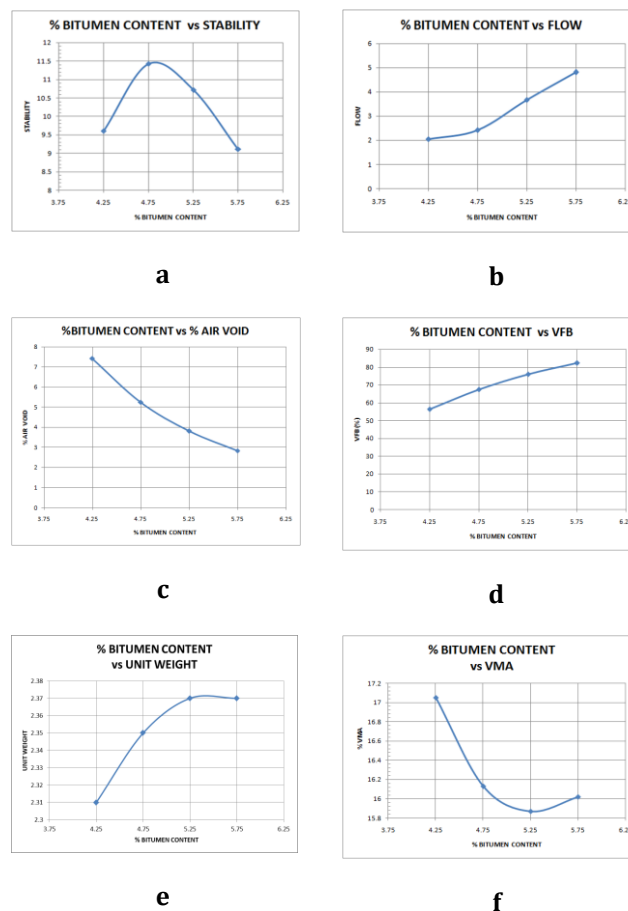 % BITUMEN CONTENT vs STABILITY
12
11.5
11
10.5
10
9.5
9
8.5
8
STABILITY
3.75 4.25 4.75 5.25 5.75 6.25
% BITUMEN CONTENT
a
% BITUMEN CONTENT vs FLOW
6
5
4
3
2
1
0
FLOW
3.75 4.25 4.75 5.25 5.75 6.25
% BITUMEN CONTENT
b
%BITUMEN CONTENT vs % AIR VOID
8
7
6
5
4
3
2
1
0
% AIR VOID
3.75 4.25 4.75 5.25 5.75 6.25
% BITUMEN CONTENT
c
% BITUMEN CONTENT vs VFB
90
80
70
60
50
40
30
20
10
0
VFB (%)
3.75 4.25 4.75 5.25 5.75 6.25
% BITUMEN CONTENT
d
% BITUMEN CONTENT
vs UNIT WEIGHT
2.38
2.37
2.36
2.35
2.34
2.33
2.32
2.31
2.3
UNIT WEIGHT
3.75 4.25 4.75 5.25 5.75 6.25
% BITUMEN CONTENT
e
% BITUMEN CONTENT
vs VMA
17.2
17
16.8
16.6
16.4
16.2
16
15.8
% VMA
3.75 4.25 4.75 5.25 5.75 6.2
% BITUMEN CONTENT
f